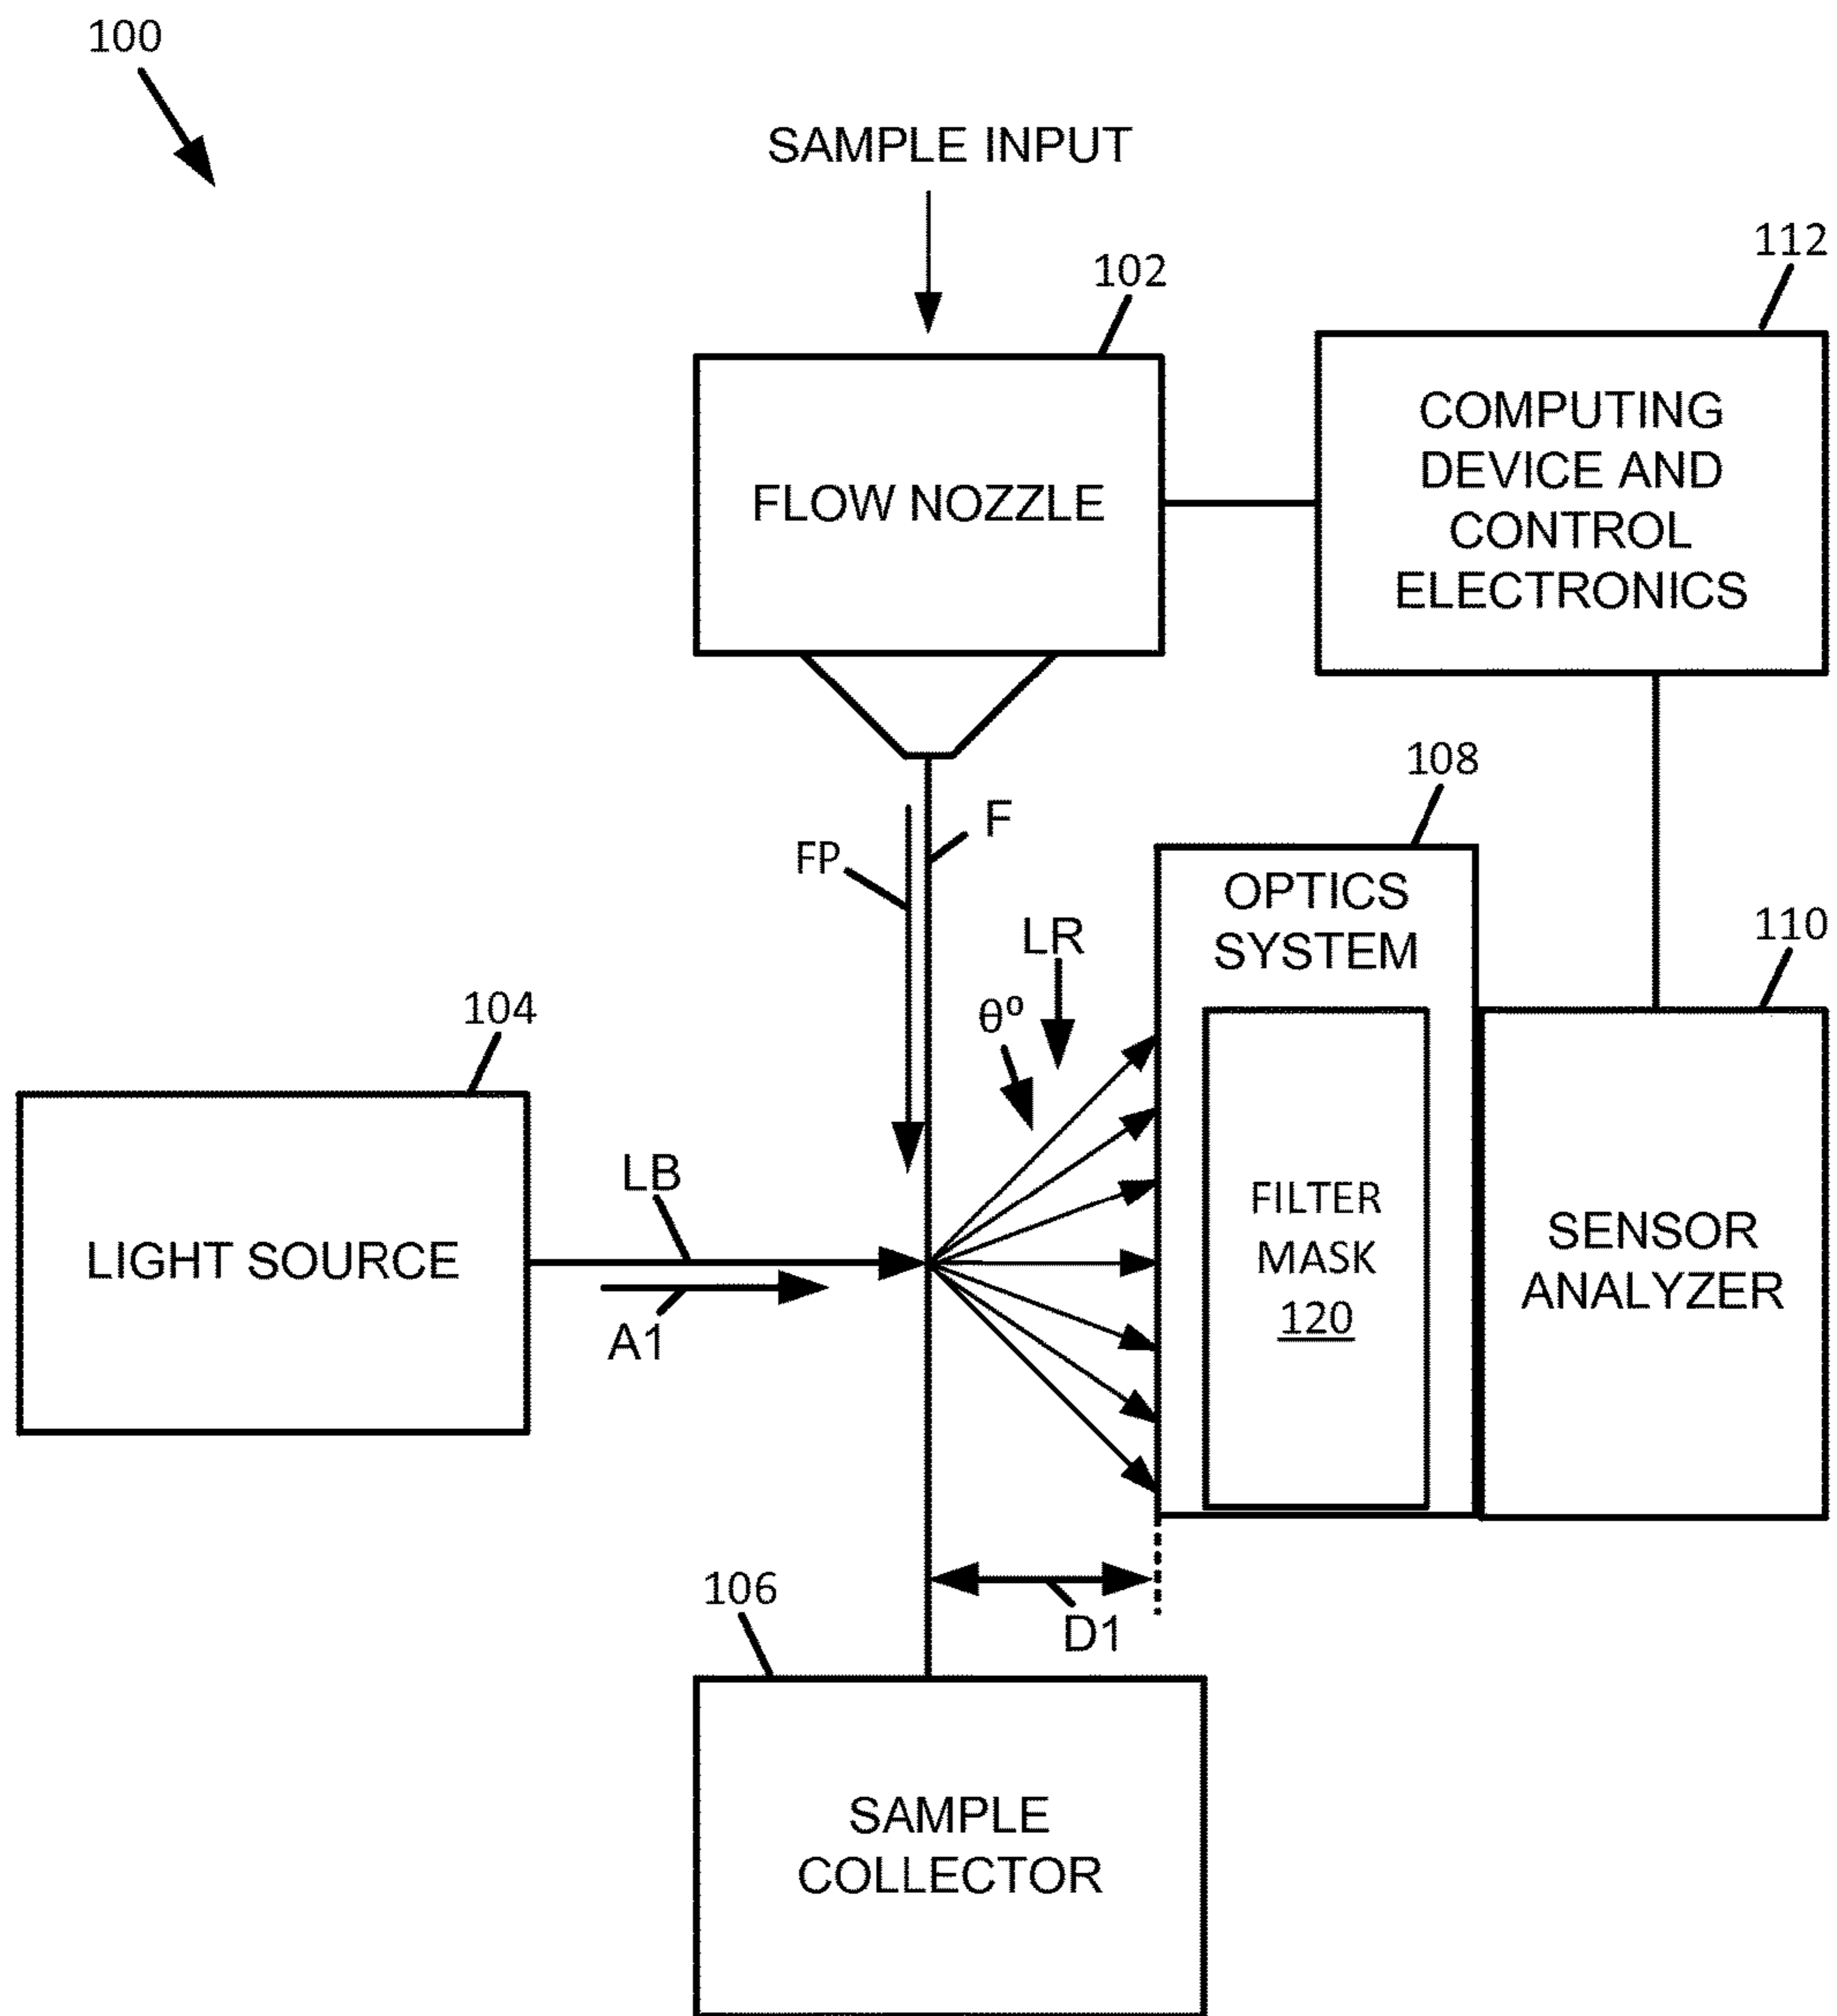 100
SAMPLE INPUT
112
102
COMPUTING
DEVICE AND
CONTROL
ELECTRONICS
FLOW NOZZLE
108
F
FP
OPTICS
SYSTEM
LR
110
θº
104
LB
FILTER
MASK
120
LIGHT SOURCE
SENSOR
ANALYZER
A1
106
D1
SAMPLE
COLLECTOR